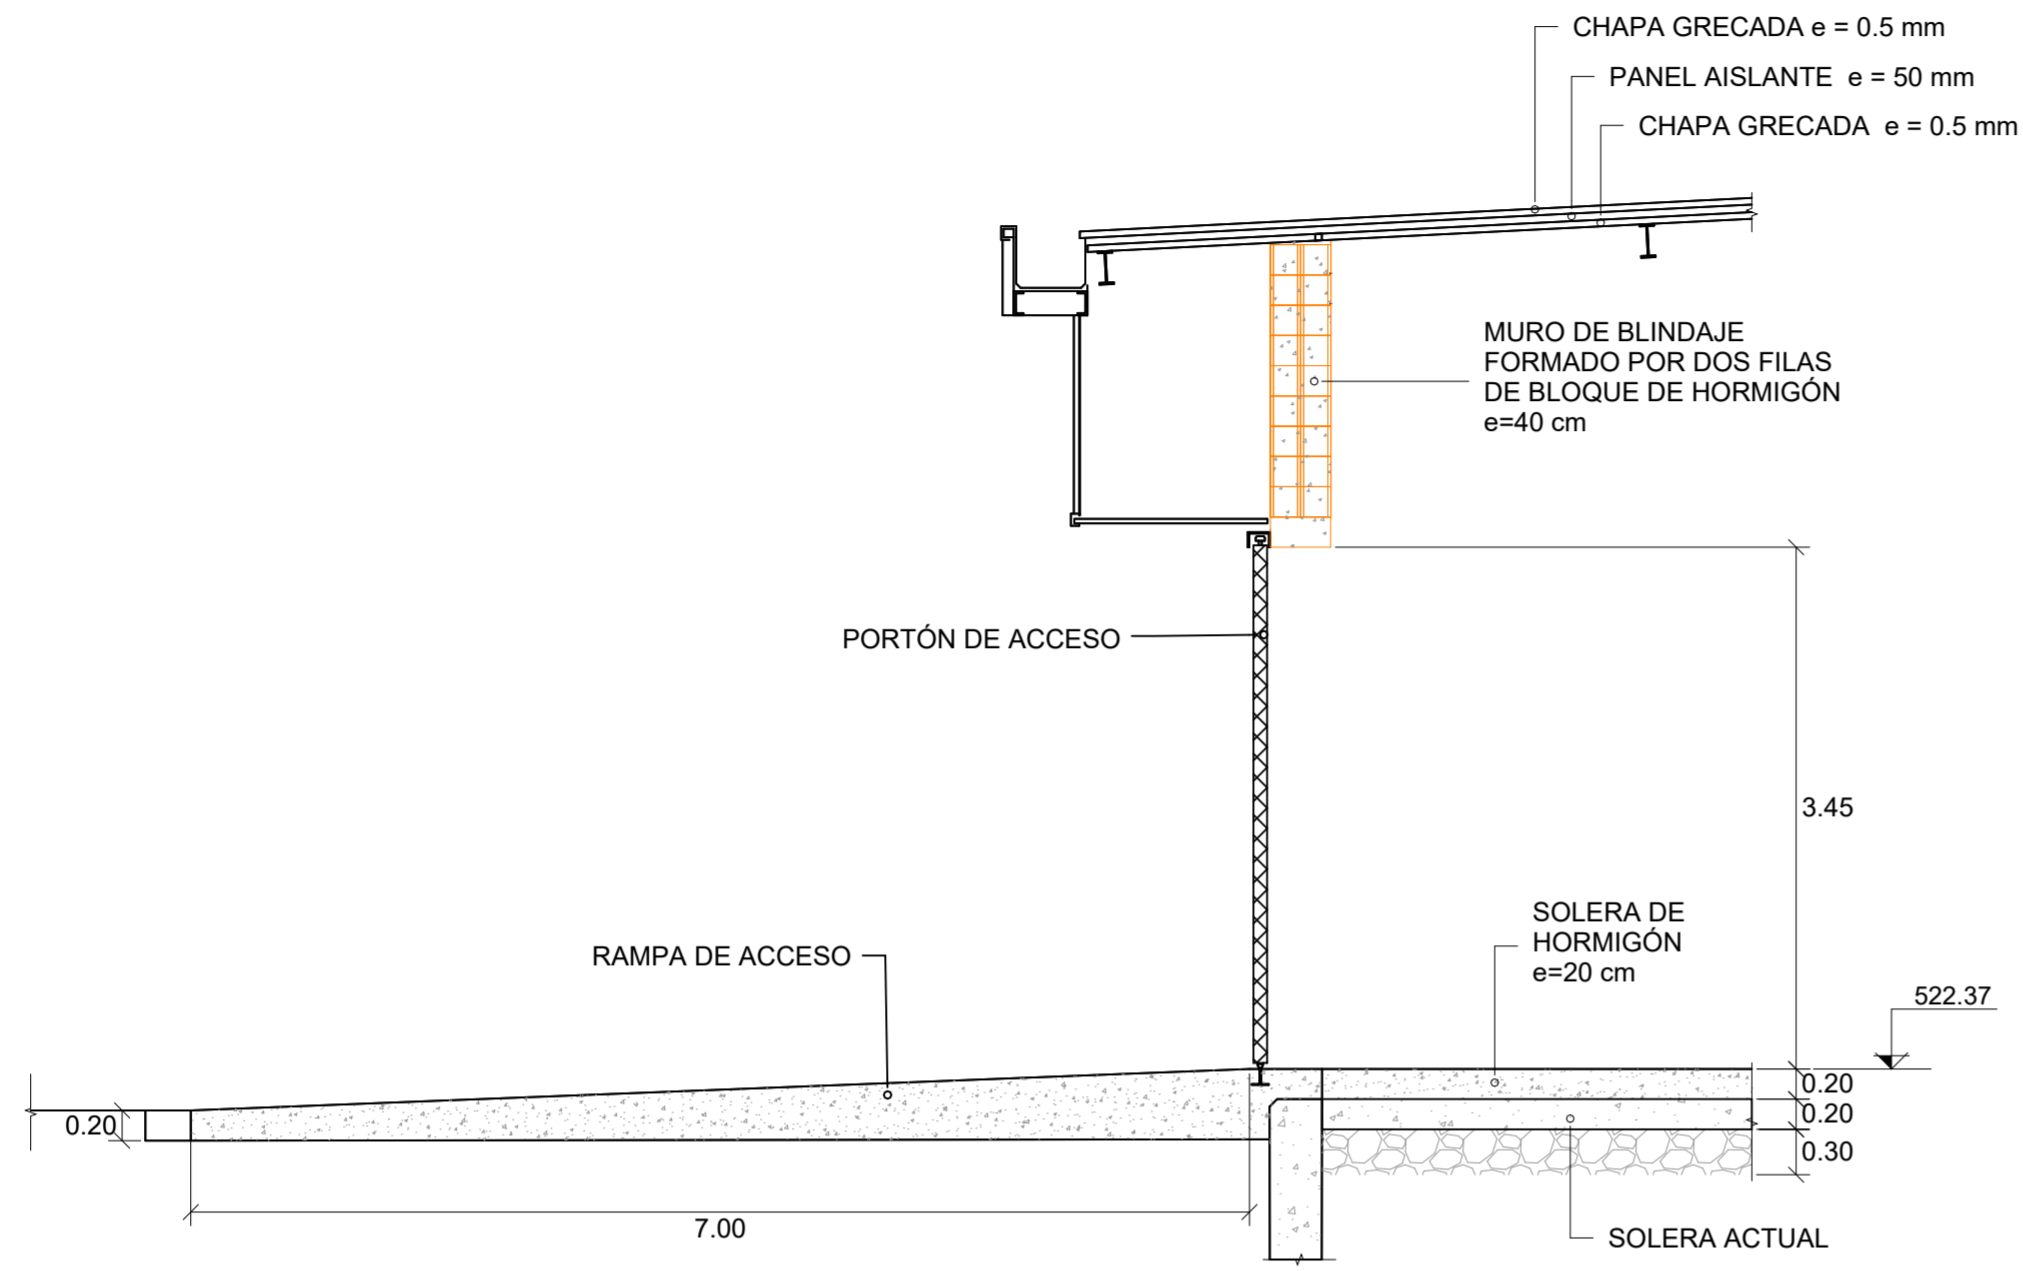 CHAPA GRECADA e = 0.5 mm
PANEL AISLANTE e = 50 mm
CHAPA GRECADA e = 0.5 mm
MURO DE BLINDAJE
FORMADO POR DOS FILAS
DE BLOQUE DE HORMIGÓN
e=40 cm
PORTÓN DE ACCESO
3.45
SOLERA DE
HORMIGÓN
e=20 cm
RAMPA DE ACCESO
522.37
0.20
0.20
0.20
0.30
7.00
SOLERA ACTUAL